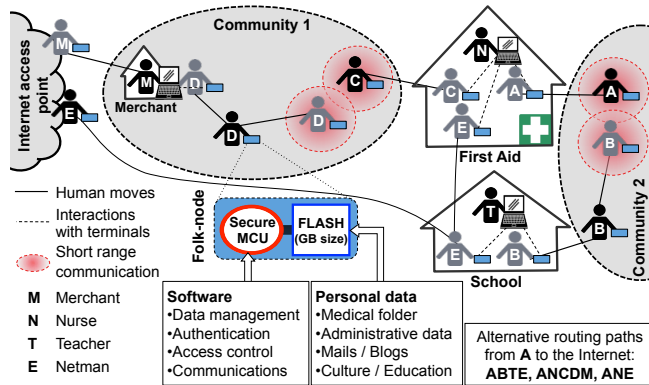 Community 1
M
Internet access
point
E
M
D
Merchant
D
D
C
N
C
A
E
First Aid
A
B
B
Community 2
T
E
B
School
Human moves
Interactions
with terminals
Short range
communication
M Merchant
N Nurse
T Teacher
E Netman
Folk-node
Secure
MCU
FLASH
(GB size)
Software
•Data management
•Authentication
•Access control
•Communications
Personal data
•Medical folder
•Administrative data
•Mails / Blogs
•Culture / Education
Alternative routing paths
from A to the Internet:
ABTE, ANCDM, ANE